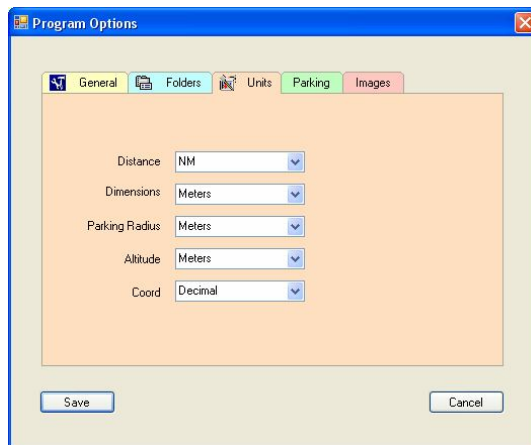 Program Options
General Folders Units Parking Images
Distance NM
Dimensions Meters
Parking Radius Meters
Altitude Meters
Coord Decimal
Save Cancel